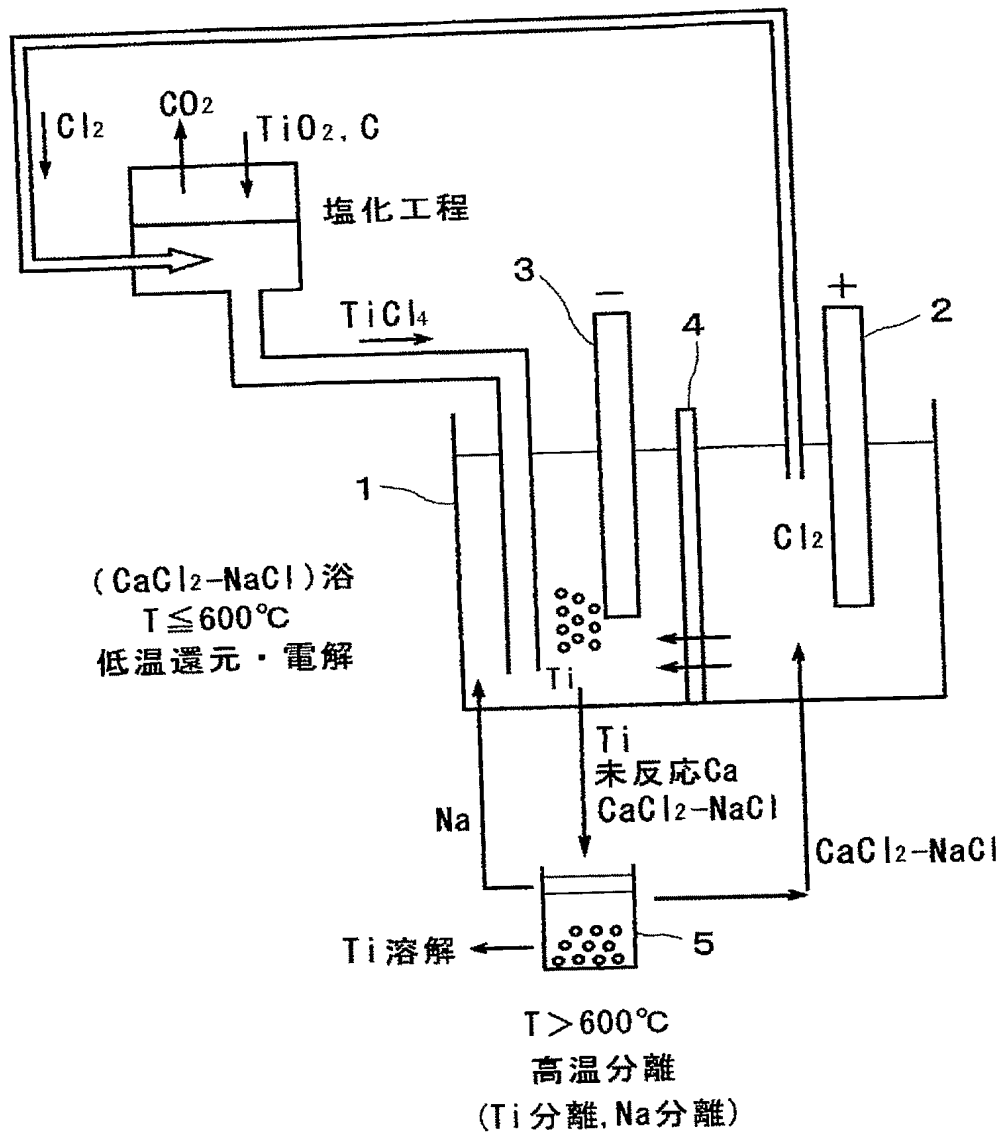 CO2
Cl2
TiO2, C
塩化工程
3
−
+
2
TiCl4
4
1
Cl2
(CaCl2-NaCl)浴
T≦600℃
低温還元・電解
Ti
Ti
未反応Ca
CaCl2-NaCl
Na
CaCl2-NaCl
Ti溶解
5
T>600℃
高温分離
(Ti分離,Na分離)